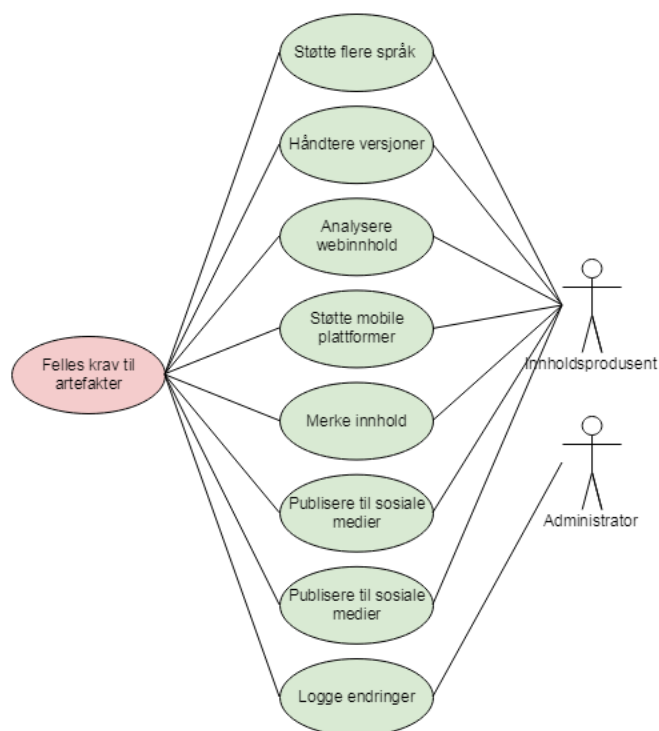 Støtte flere språk
Håndtere versjoner
Analysere
webinnhold
Støtte mobile
plattformer
Innholdsprodusent
Felles krav til
artefakter
Merke innhold
Publisere til sosiale
medier
Administrator
Publisere til sosiale
medier
Logge endringer